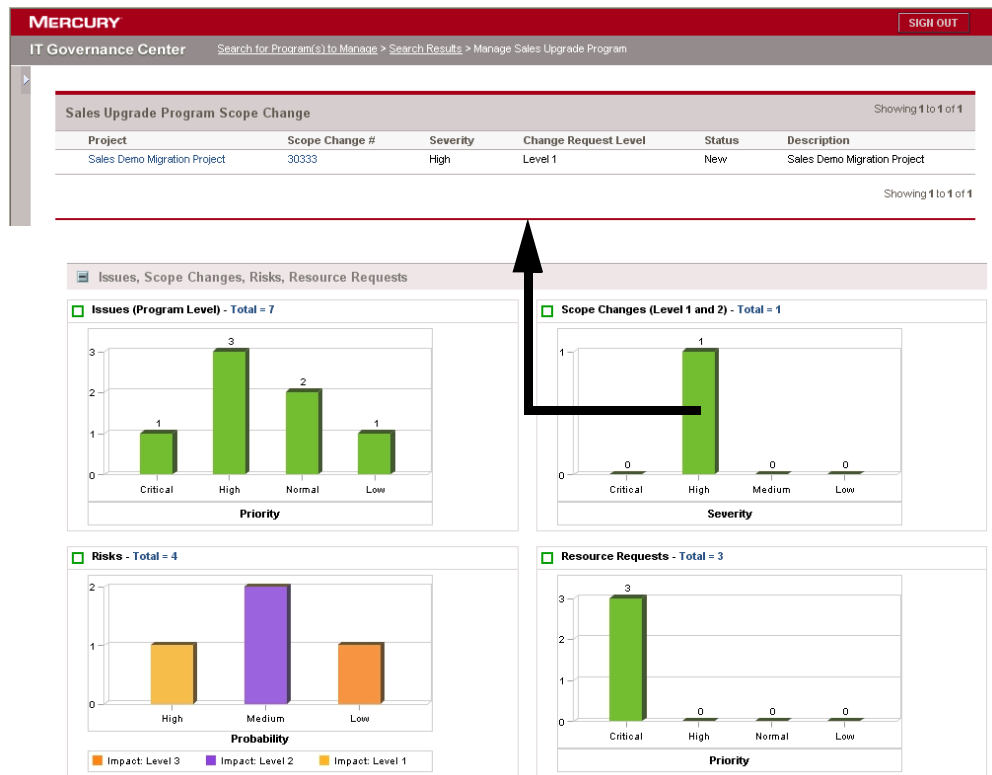 MERCURY
SIGN OUT
IT Governance Center
Search for Program(s) to Manage > Search Results > Manage Sales Upgrade Program
Sales Upgrade Program Scope Change
Showing 1 to 1 of 1
Project Scope Change # Severity Change Request Level Status Description
Sales Demo Migration Project 30333 High Level 1 New Sales Demo Migration Project
Showing 1 to 1 of 1
Issues, Scope Changes, Risks, Resource Requests
Issues (Program Level) - Total = 7
3
2
1
0
1
3
2
1
Critical High Normal Low
Priority
Scope Changes (Level 1 and 2) - Total = 1
1
0
0
1
0
0
Critical High Medium Low
Severity
Risks - Total = 4
2
1
0
High Medium Low
Probability
Impact: Level 3 Impact: Level 2 Impact: Level 1
Resource Requests - Total = 3
3
2
1
0
3
0
0
0
Critical High Normal Low
Priority